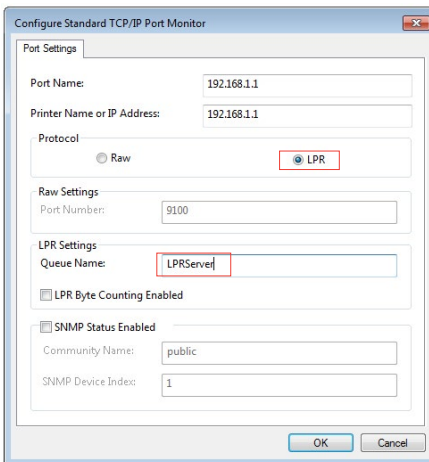 Configure Standard TCP/IP Port Monitor
Port Settings
Port Name: 192.168.1.1
Printer Name or IP Address: 192.168.1.1
Protocol
Raw LPR
Raw Settings
Port Number: 9100
LPR Settings
Queue Name: LPRServer
LPR Byte Counting Enabled
SNMP Status Enabled
Community Name: public
SNMP Device Index: 1
OK Cancel